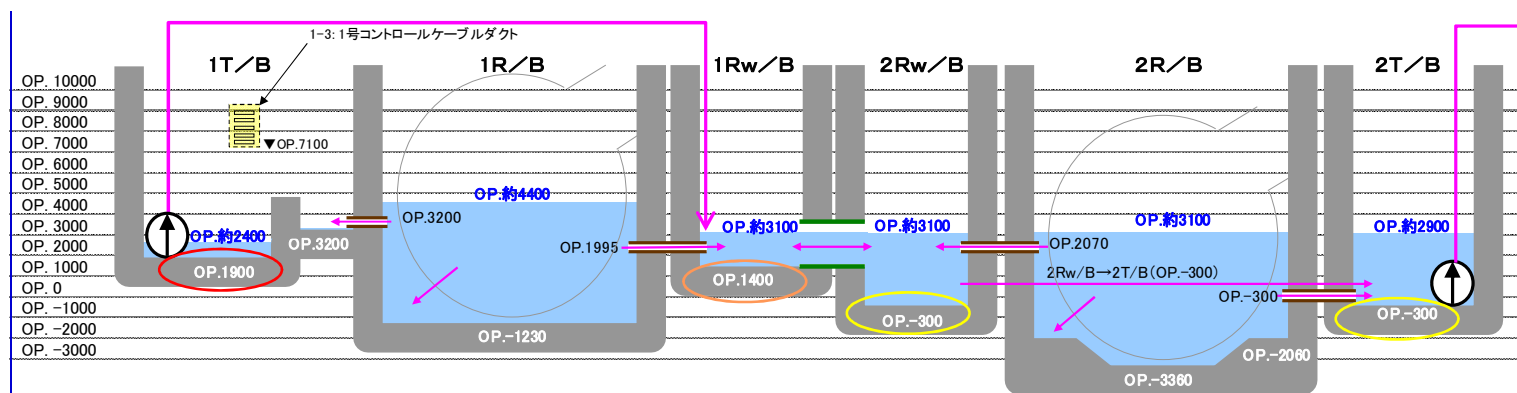 1-3：1号コントロールケーブルダクト
1T／B
1R／B
1Rw／B
2Rw／B
2R／B
2T／B
OP. 10000
OP. 9000
OP. 8000
OP. 7000
OP. 6000
OP. 5000
OP. 4000
OP. 3000
OP. 2000
OP. 1000
OP. 0
OP. -1000
OP. -2000
OP. -3000
▼OP.7100
OP.約2400
OP.1900
OP.3200
OP.3200
OP.約4400
OP.-1230
OP.1995
OP.約3100
OP.1400
OP.約3100
OP.-300
OP.約3100
OP.2070
2Rw/B→2T/B(OP.-300)
OP.-300
OP.-2060
OP.-3360
OP.約2900
OP.-300